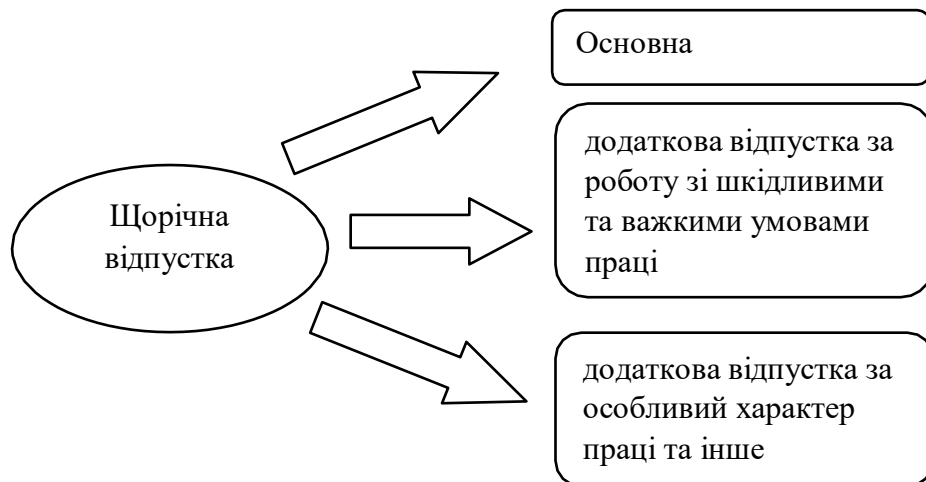 Щорічна
відпустка
Основна
додаткова відпустка за
роботу зі шкідливими
та важкими умовами
праці
додаткова відпустка за
особливий характер
праці та інше